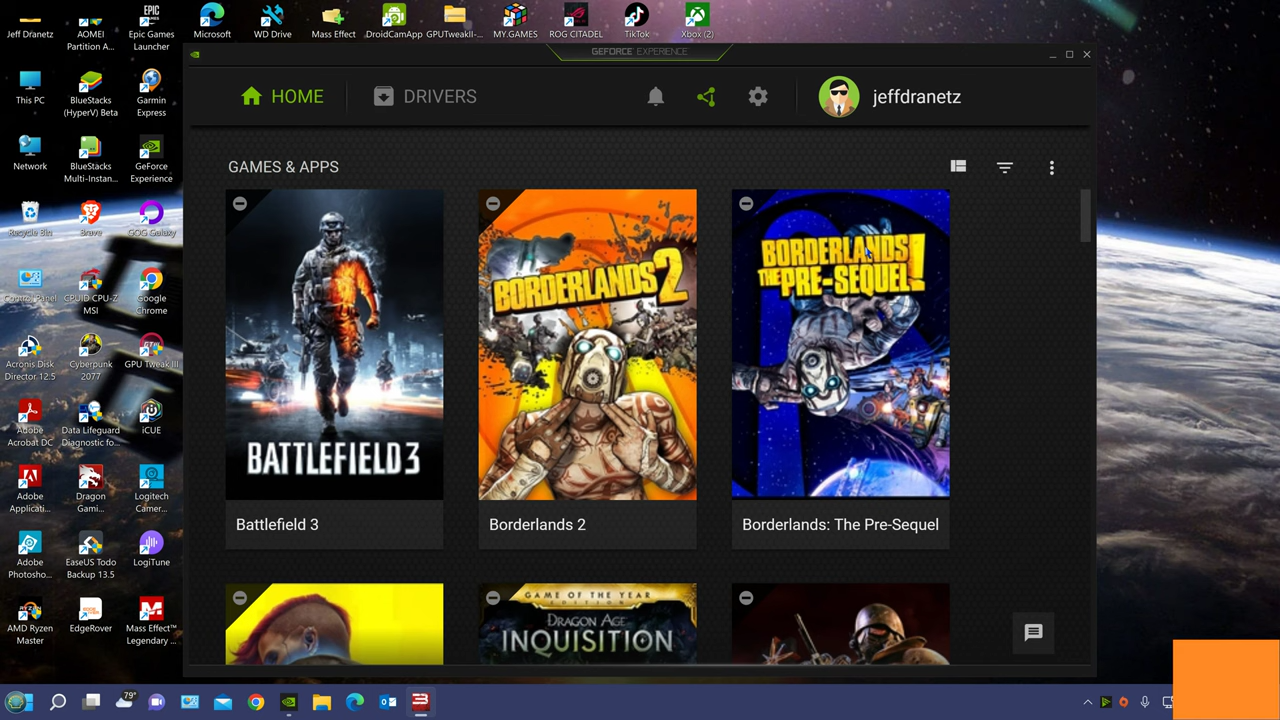 Jeff Dranetz
AOMEI
Partition A...
EPIC
GAMES
Epic Games
Launcher
Microsoft
WD Drive
Mass Effect
DroidCamApp
GPUTweakII-...
MY.GAMES
ROG CITADEL
TikTok
Xbox (2)
GEFORCE EXPERIENCE
HOME
DRIVERS
jeffdranetz
This PC
BlueStacks
(HyperV) Beta
Garmin
Express
Network
BlueStacks
Multi-Instan...
GeForce
Experience
Recycle Bin
Brave
GOG Galaxy
Control Panel
CPUID CPU-Z
MSI
Google
Chrome
Acronis Disk
Director 12.5
Cyberpunk
2077
GPU Tweak III
Adobe
Acrobat DC
Data Lifeguard
Diagnostic fo...
iCUE
Adobe
Applicati...
Dragon
Gami...
Logitech
Camer...
Adobe
Photosho...
EaseUS Todo
Backup 13.5
LogiTune
AMD Ryzen
Master
EdgeRover
Mass Effect™
Legendary ...
GAMES & APPS
BATTLEFIELD 3
BORDERLANDS 2
BORDERLANDS
THE PRE-SEQUEL!
Battlefield 3
Borderlands 2
Borderlands: The Pre-Sequel
GAME OF THE YEAR
EDITION
DRAGON AGE
INQUISITION
79°